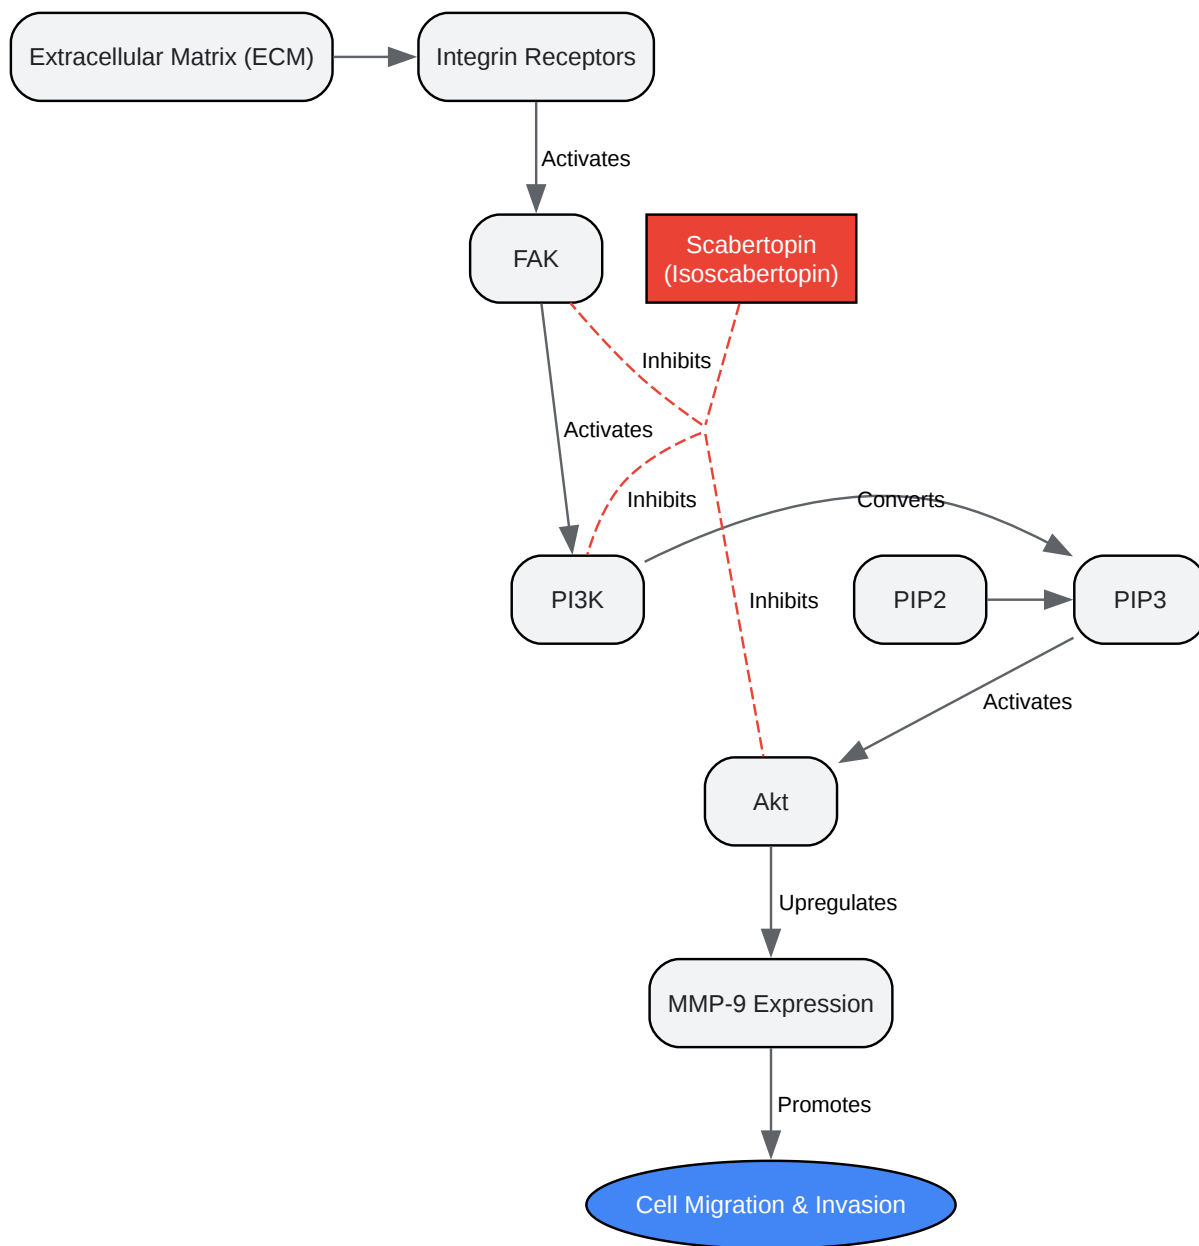 Extracellular Matrix (ECM)
Integrin Receptors
Activates
FAK
Scabertopin
(Isoscabertopin)
Inhibits
Activates
Inhibits
Converts
PI3K
Inhibits
PIP2
PIP3
Activates
Akt
Upregulates
MMP-9 Expression
Promotes
Cell Migration & Invasion